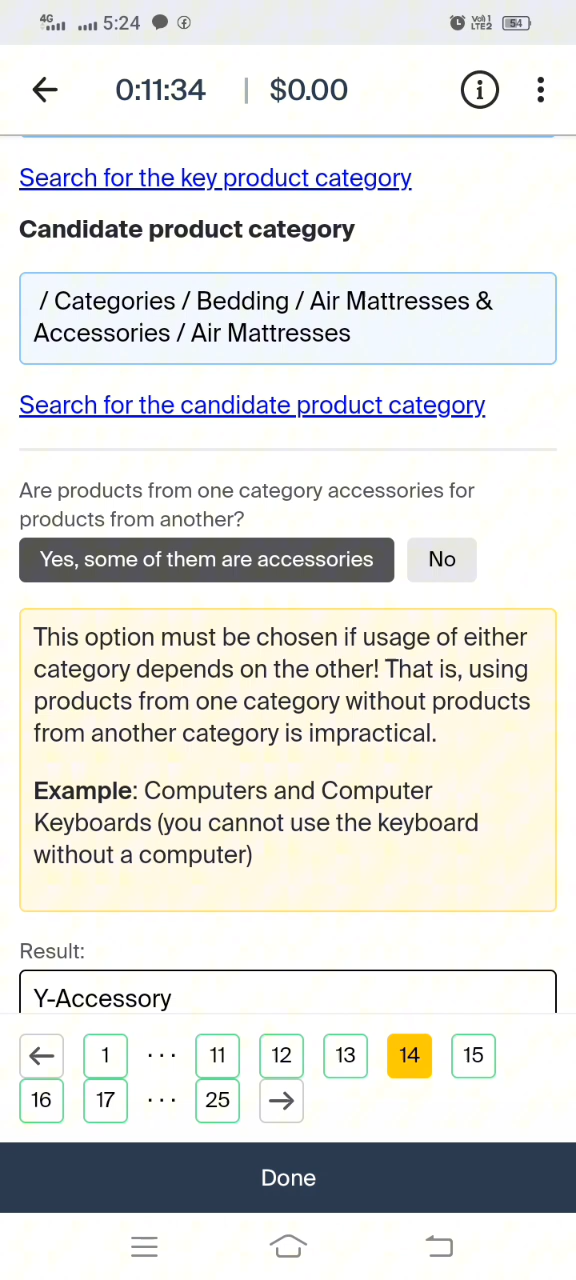 4G 5:24 Vo)) 1 LTE2 54
0:11:34 | $0.00
Search for the key product category
Candidate product category
/ Categories / Bedding / Air Mattresses &
Accessories / Air Mattresses
Search for the candidate product category
Are products from one category accessories for
products from another?
Yes, some of them are accessories No
This option must be chosen if usage of either
category depends on the other! That is, using
products from one category without products
from another category is impractical.
Example: Computers and Computer
Keyboards (you cannot use the keyboard
without a computer)
Result:
Y-Accessory
1 ... 11 12 13 14 15
16 17 ... 25
Done